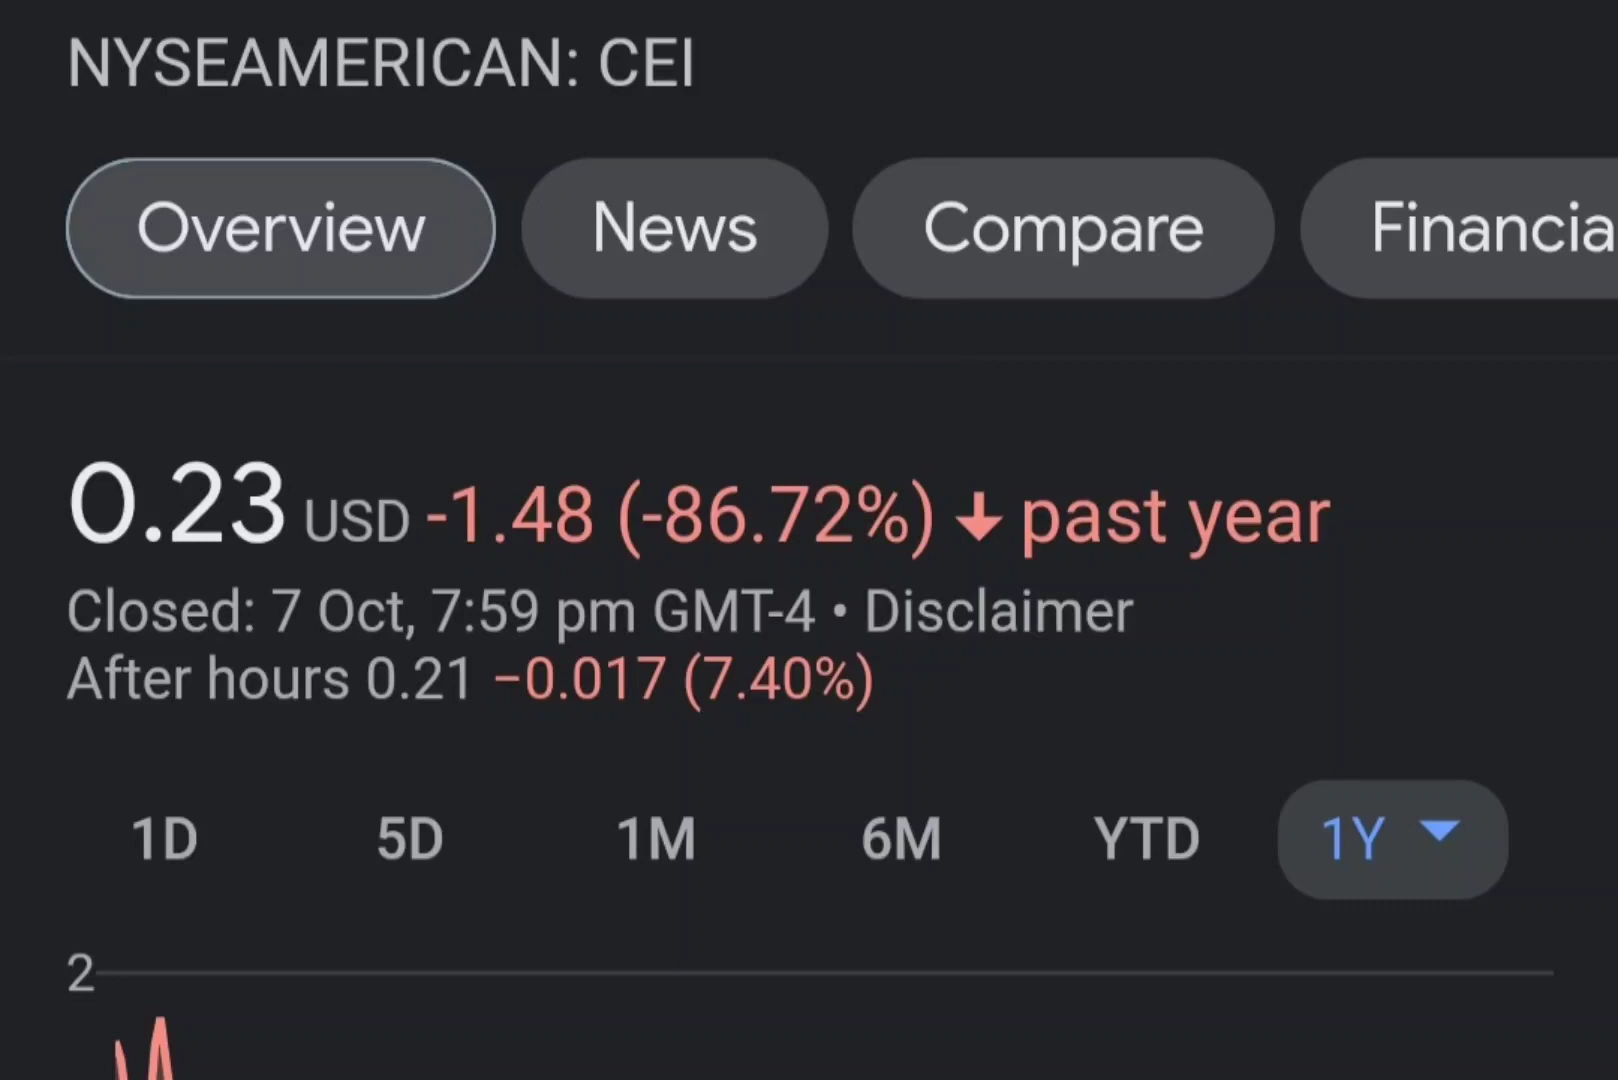 NYSEAMERICAN: CEI
Overview News Compare Financia
0.23 USD -1.48 (-86.72%) ↓ past year
Closed: 7 Oct, 7:59 pm GMT-4 • Disclaimer
After hours 0.21 −0.017 (7.40%)
1D 5D 1M 6M YTD 1Y
2